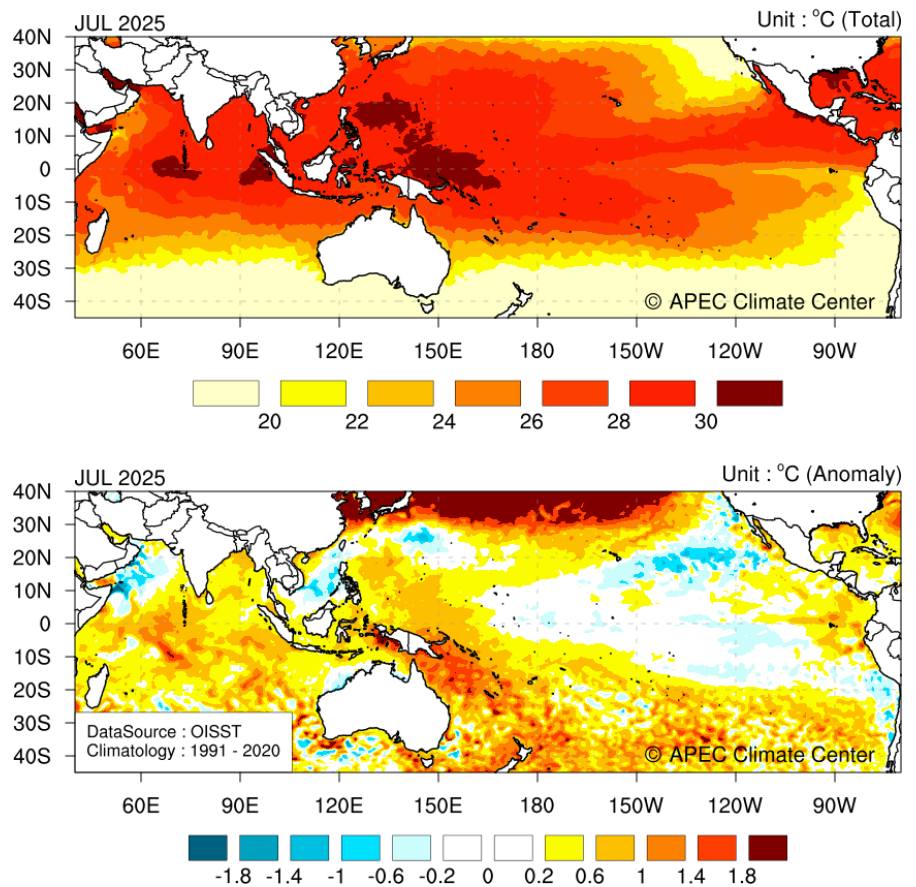 JUL 2025 Unit : °C (Total)
40N
30N
20N
10N
0
10S
20S
30S
40S
© APEC Climate Center
60E 90E 120E 150E 180 150W 120W 90W
20 22 24 26 28 30
JUL 2025 Unit : °C (Anomaly)
40N
30N
20N
10N
0
10S
20S
30S
40S
DataSource : OISST
Climatology : 1991 - 2020
© APEC Climate Center
60E 90E 120E 150E 180 150W 120W 90W
-1.8 -1.4 -1 -0.6 -0.2 0 0.2 0.6 1 1.4 1.8